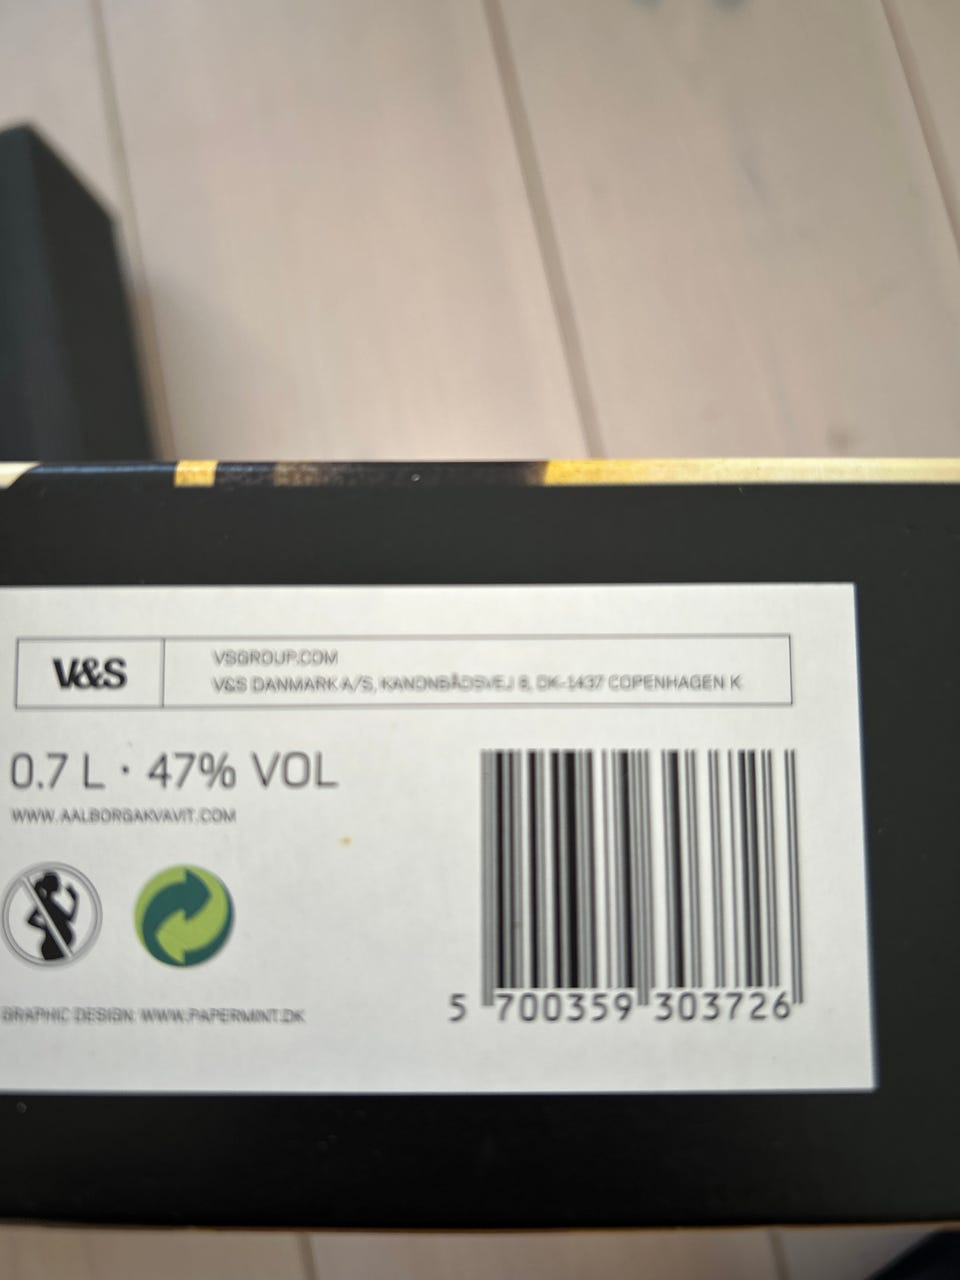 V&S
VSGROUP.COM
V&S DANMARK A/S, KANONBÅDSVEJ 8, DK-1437 COPENHAGEN K
0.7 L · 47% VOL
WWW.AALBORGAKVAVIT.COM
GRAPHIC DESIGN: WWW.PAPERMINT.DK
5 700359 303726